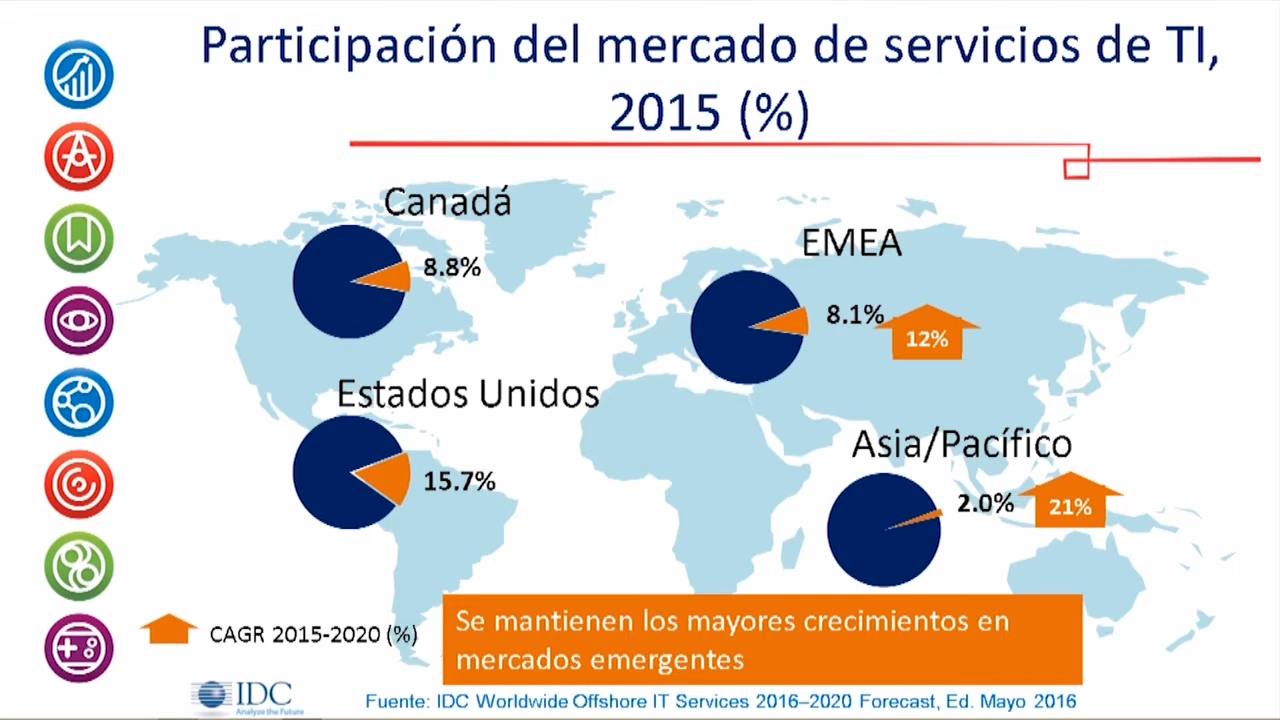 Participación del mercado de servicios de TI,
2015 (%)
Canadá
8.8%
EMEA
8.1%
12%
Estados Unidos
15.7%
Asia/Pacífico
2.0%
21%
CAGR 2015-2020 (%)
Se mantienen los mayores crecimientos en
mercados emergentes
IDC
Analyze the Future
Fuente: IDC Worldwide Offshore IT Services 2016–2020 Forecast, Ed. Mayo 2016